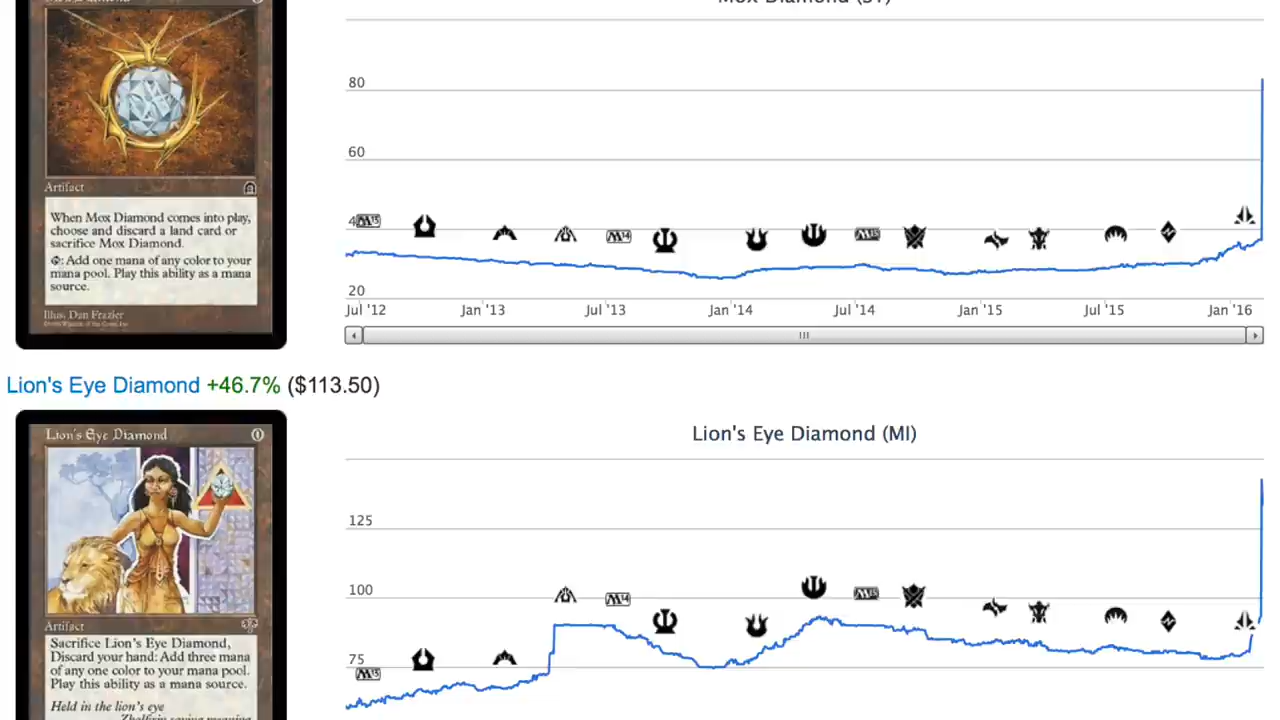 Mox Diamond (ST)
Artifact
When Mox Diamond comes into play,
choose and discard a land card or
sacrifice Mox Diamond.
: Add one mana of any color to your
mana pool. Play this ability as a mana
source.
Illus. Dan Frazier
80
60
20
Jul '12
Jan '13
Jul '13
Jan '14
Jul '14
Jan '15
Jul '15
Jan '16
Lion's Eye Diamond +46.7% ($113.50)
Lion's Eye Diamond
0
Artifact
Sacrifice Lion's Eye Diamond,
Discard your hand: Add three mana
of any one color to your mana pool.
Play this ability as a mana source.
Held in the lion's eye
Lion's Eye Diamond (MI)
125
100
75